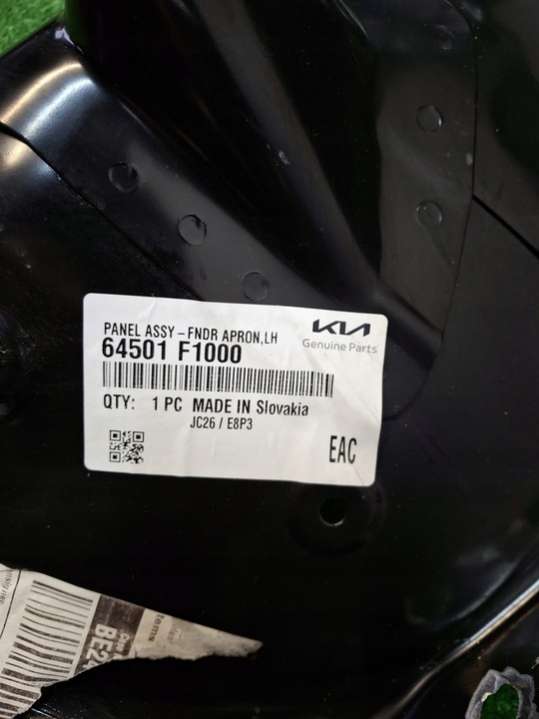 PANEL ASSY-FNDR APRON,LH
KIA
Genuine Parts
64501 F1000
QTY: 1 PC MADE IN Slovakia
JC26 / E8P3
EAC